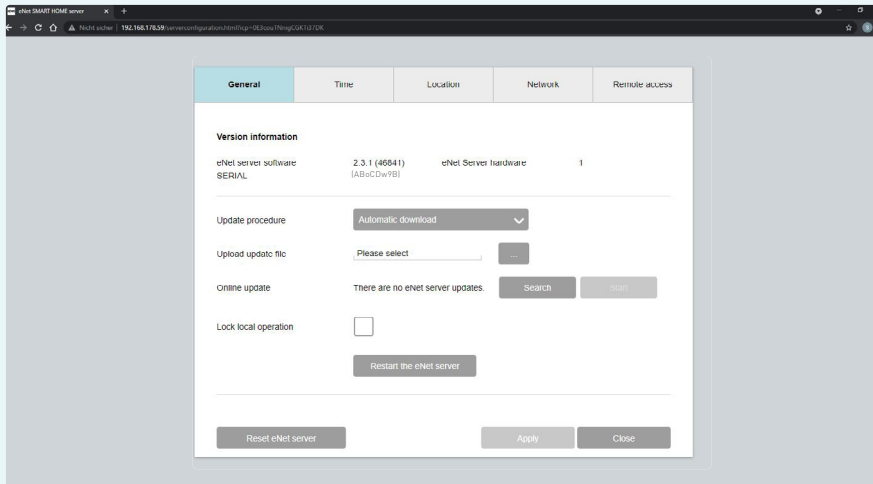 eNet SMART HOME server × +
Nicht sicher 192.168.178.59/serverconfiguration.html?icp=
General Time Location Network Remote access
Version information
eNet server software 2.3.1 (46841) eNet Server hardware 1
SERIAL (ABoCDw9B)
Update procedure Automatic download
Upload update file Please select ...
Online update There are no eNet server updates. Search Start
Lock local operation
Restart the eNet server
Reset eNet server Apply Close